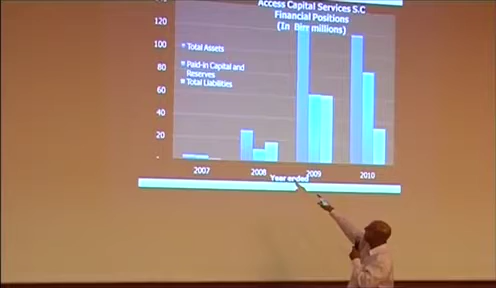 Access Capital Services S.C
Financial Positions
(In Birr millions)
120
100
80
60
40
20
-
Total Assets
Paid-in Capital and
Reserves
Total Liabilities
2007
2008
2009
2010
Year ended